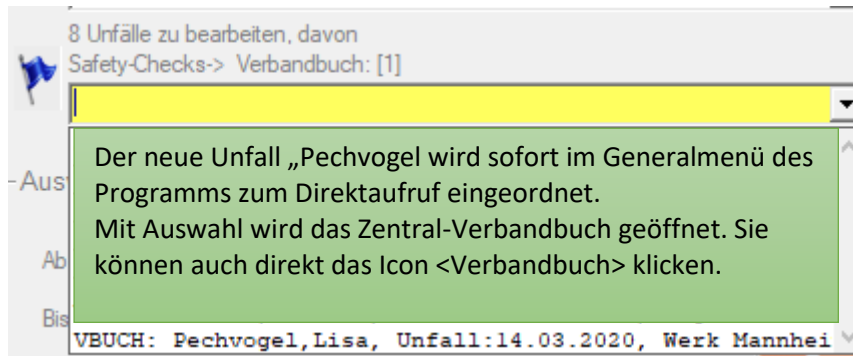 8 Unfälle zu bearbeiten, davon
Safety-Checks-> Verbandbuch: [1]
Der neue Unfall „Pechvogel wird sofort im Generalmenü des
Programms zum Direktaufruf eingeordnet.
Mit Auswahl wird das Zentral-Verbandbuch geöffnet. Sie
können auch direkt das Icon <Verbandbuch> klicken.
VBUCH: Pechvogel,Lisa, Unfall:14.03.2020, Werk Mannhei